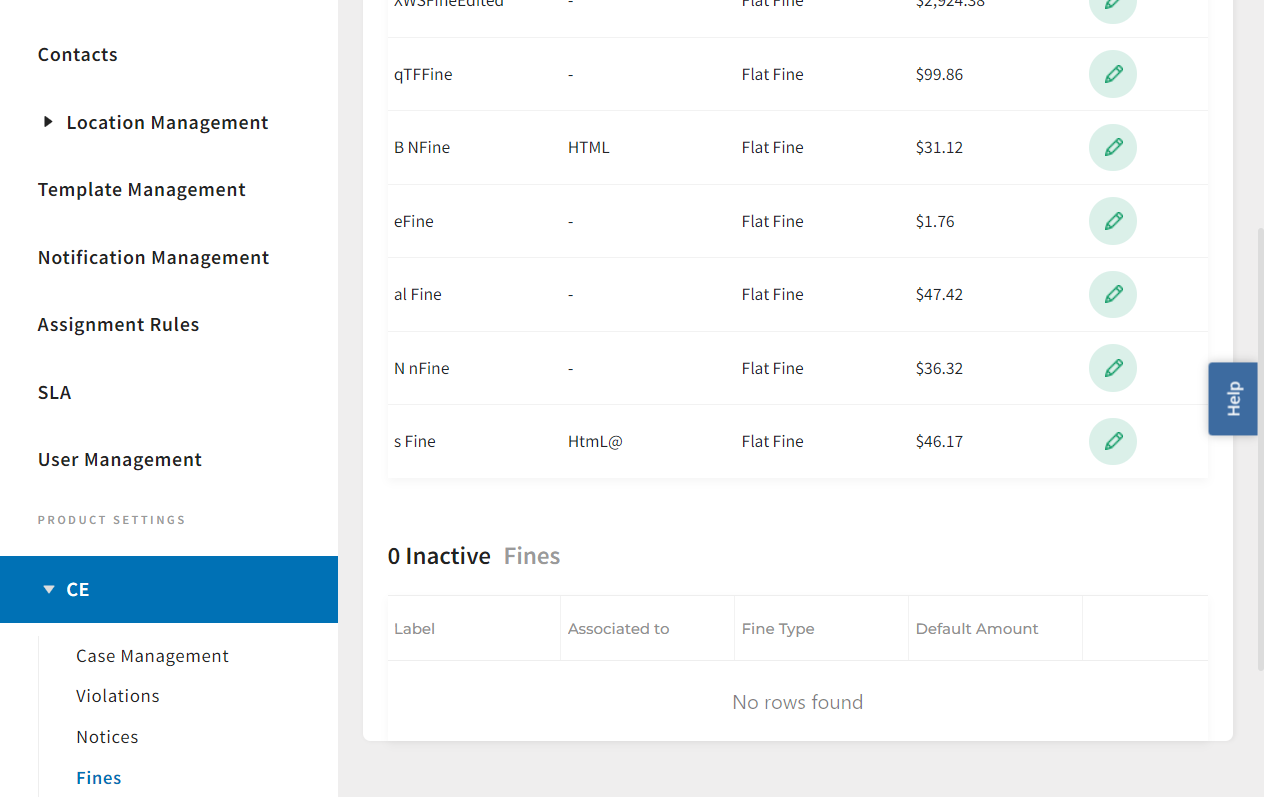 Contacts
Location Management
Template Management
Notification Management
Assignment Rules
SLA
User Management
PRODUCT SETTINGS
CE
Case Management
Violations
Notices
Fines
XWSFineEdited - Flat Fine $2,924.38
qTFFine - Flat Fine $99.86
B NFine HTML Flat Fine $31.12
eFine - Flat Fine $1.76
al Fine - Flat Fine $47.42
N nFine - Flat Fine $36.32
s Fine HtmL@ Flat Fine $46.17
0 Inactive Fines
Label Associated to Fine Type Default Amount
No rows found
Help